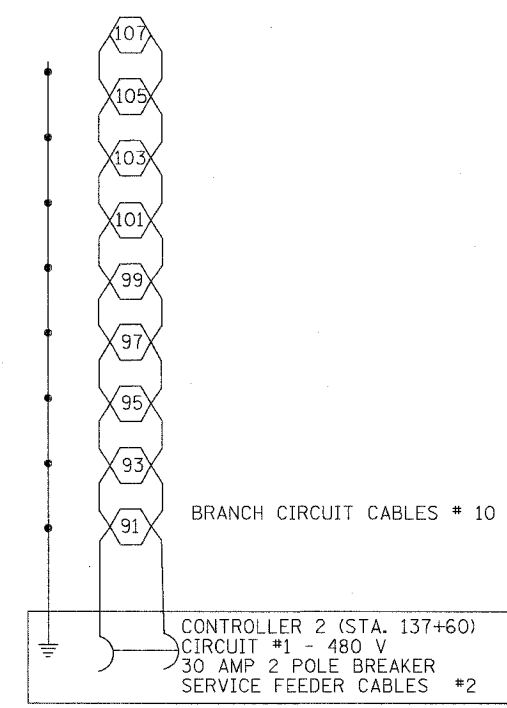 107
105
103
101
99
97
95
93
91
BRANCH CIRCUIT CABLES # 10
CONTROLLER 2 (STA. 137+60)
CIRCUIT #1 - 480 V
30 AMP 2 POLE BREAKER
SERVICE FEEDER CABLES #2